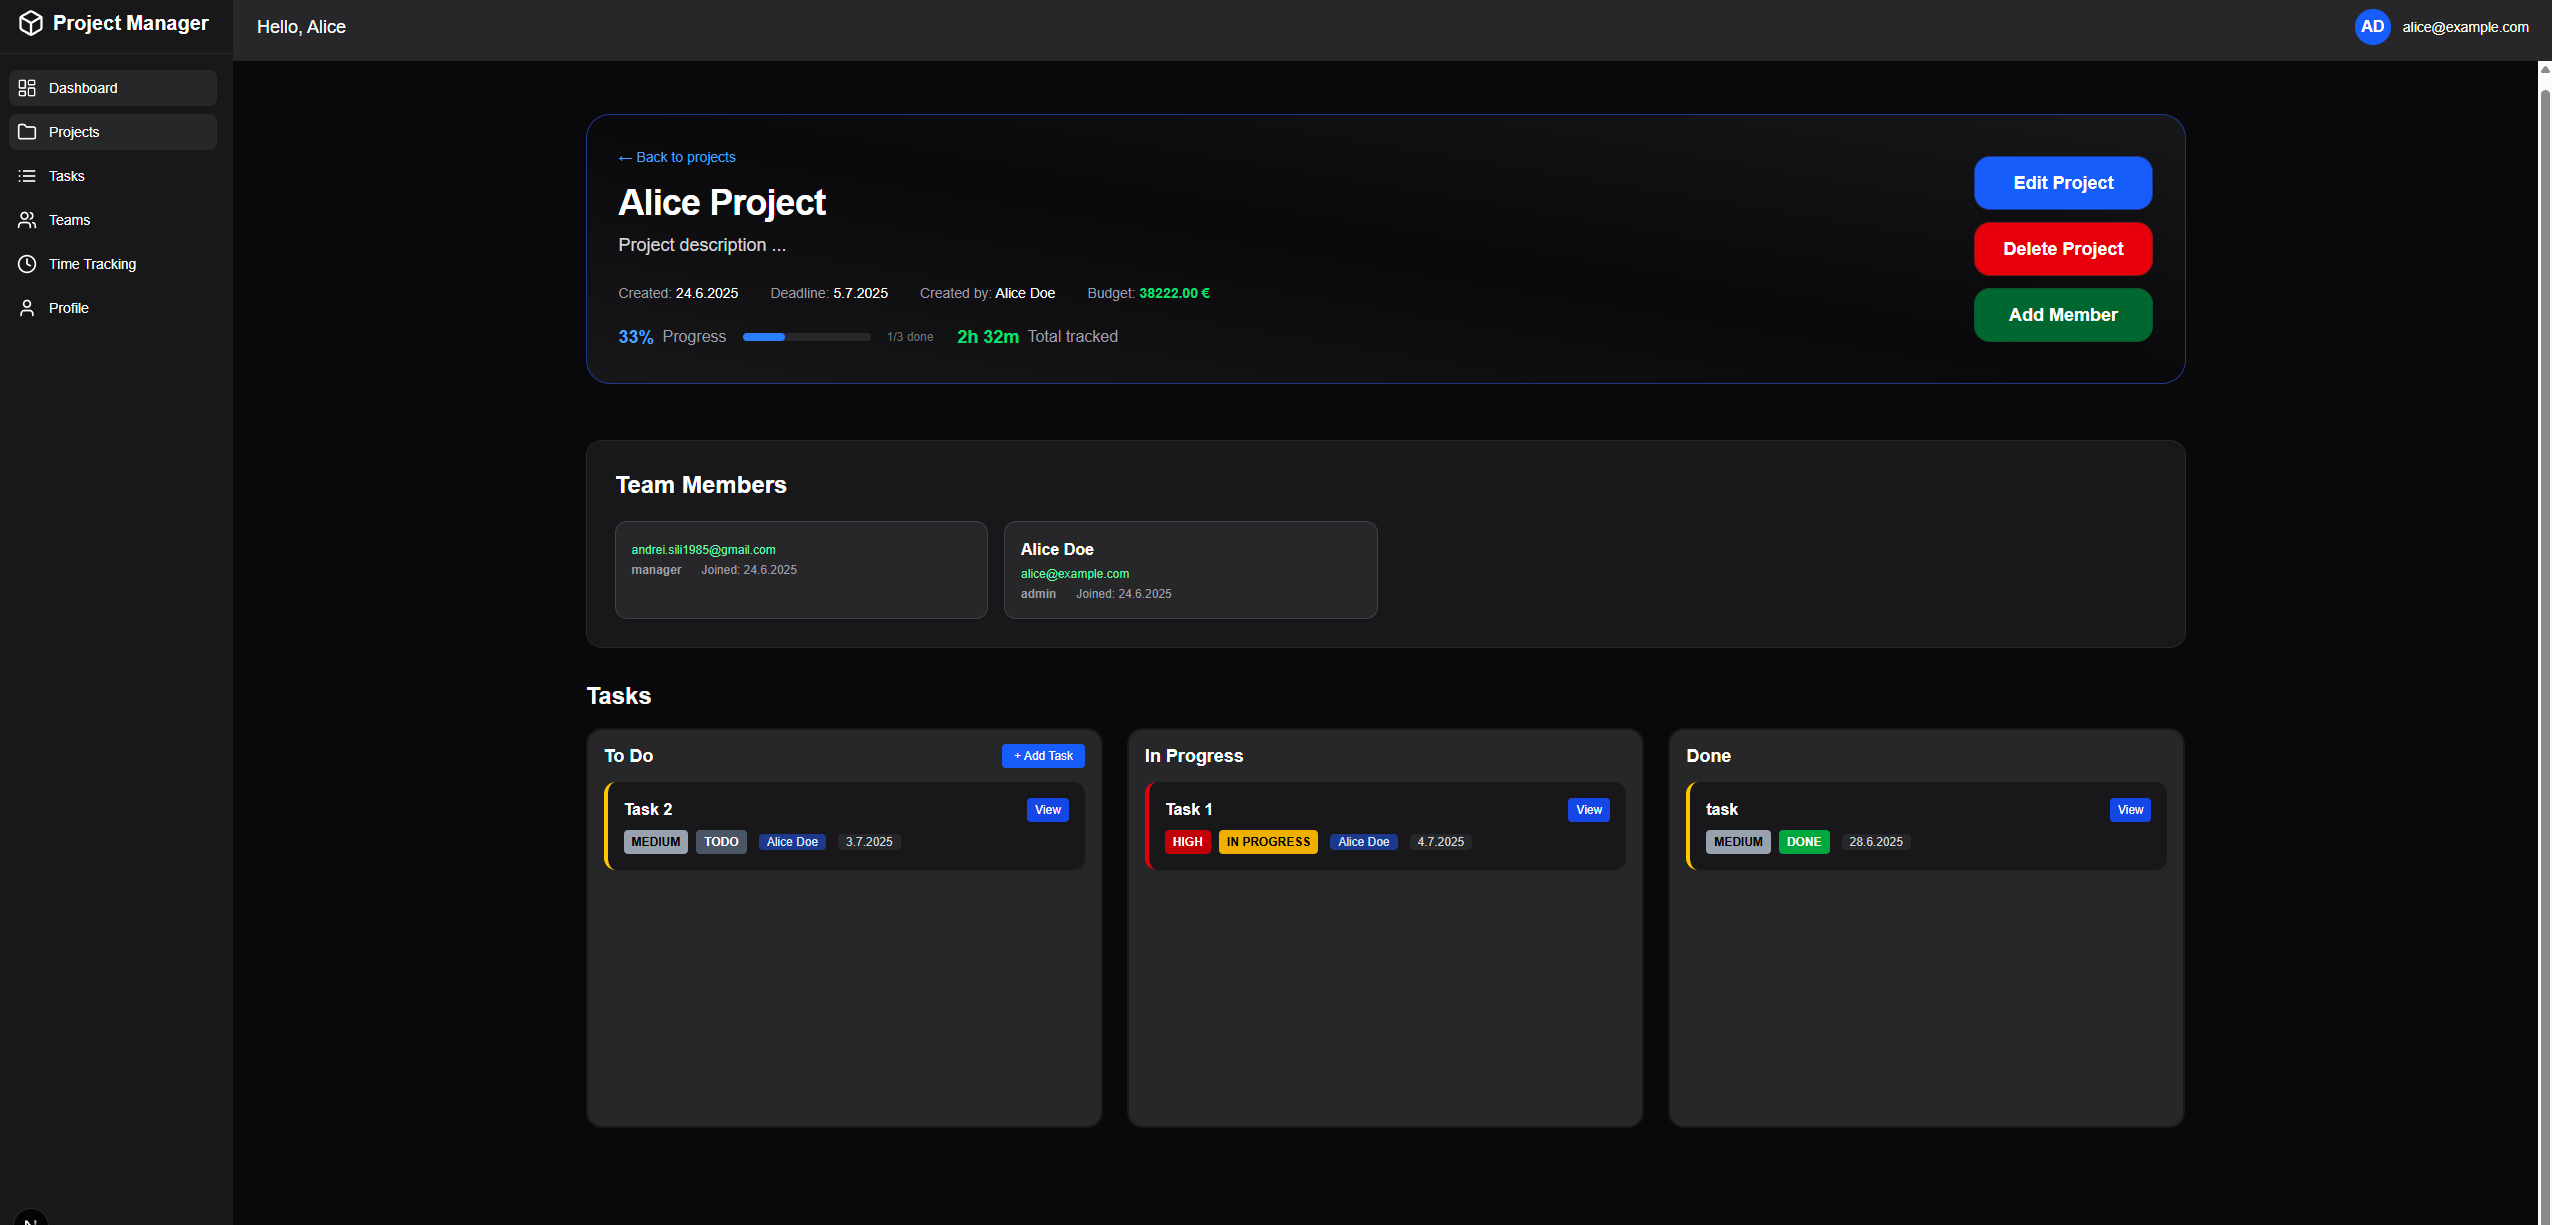 Project Manager
Hello, Alice
AD alice@example.com
Dashboard
Projects
Tasks
Teams
Time Tracking
Profile
← Back to projects
Alice Project
Project description ...
Created: 24.6.2025 Deadline: 5.7.2025 Created by: Alice Doe Budget: 38222.00 €
33% Progress 1/3 done 2h 32m Total tracked
Edit Project
Delete Project
Add Member
Team Members
andrei.sili1985@gmail.com
manager Joined: 24.6.2025
Alice Doe
alice@example.com
admin Joined: 24.6.2025
Tasks
To Do + Add Task
Task 2 View
MEDIUM TODO Alice Doe 3.7.2025
In Progress
Task 1 View
HIGH IN PROGRESS Alice Doe 4.7.2025
Done
task View
MEDIUM DONE 28.6.2025